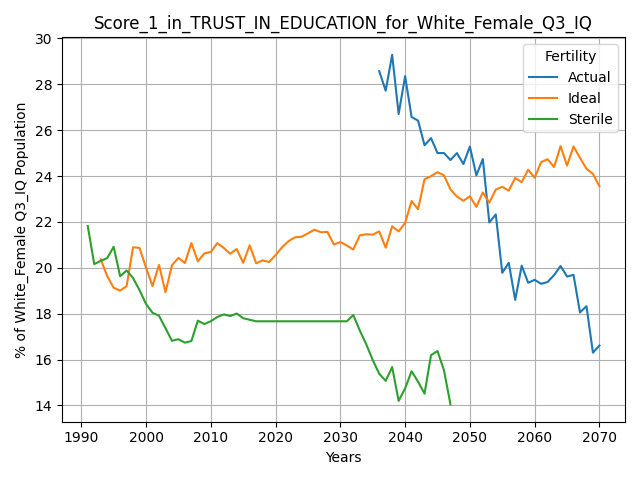 Score_1_in_TRUST_IN_EDUCATION_for_White_Female_Q3_IQ
% of White_Female Q3_IQ Population
30
28
26
24
22
20
18
16
14
Fertility
Actual
Ideal
Sterile
1990 2000 2010 2020 2030 2040 2050 2060 2070
Years